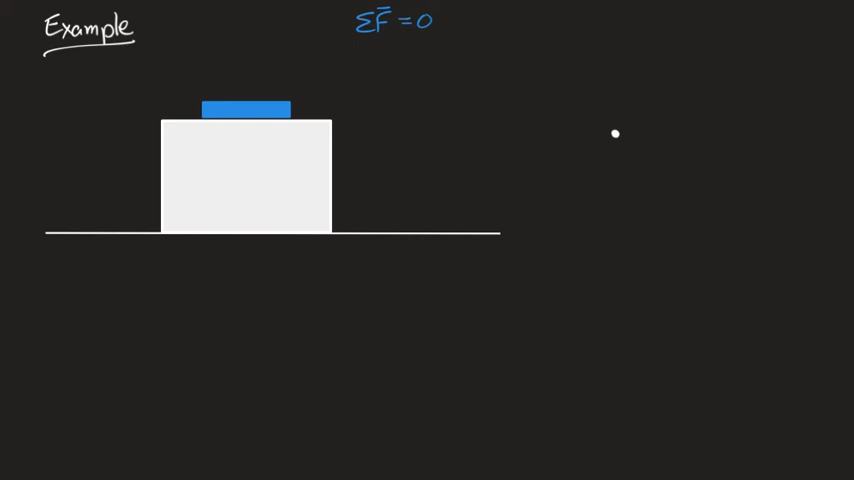 Example
ΣF̅ = 0